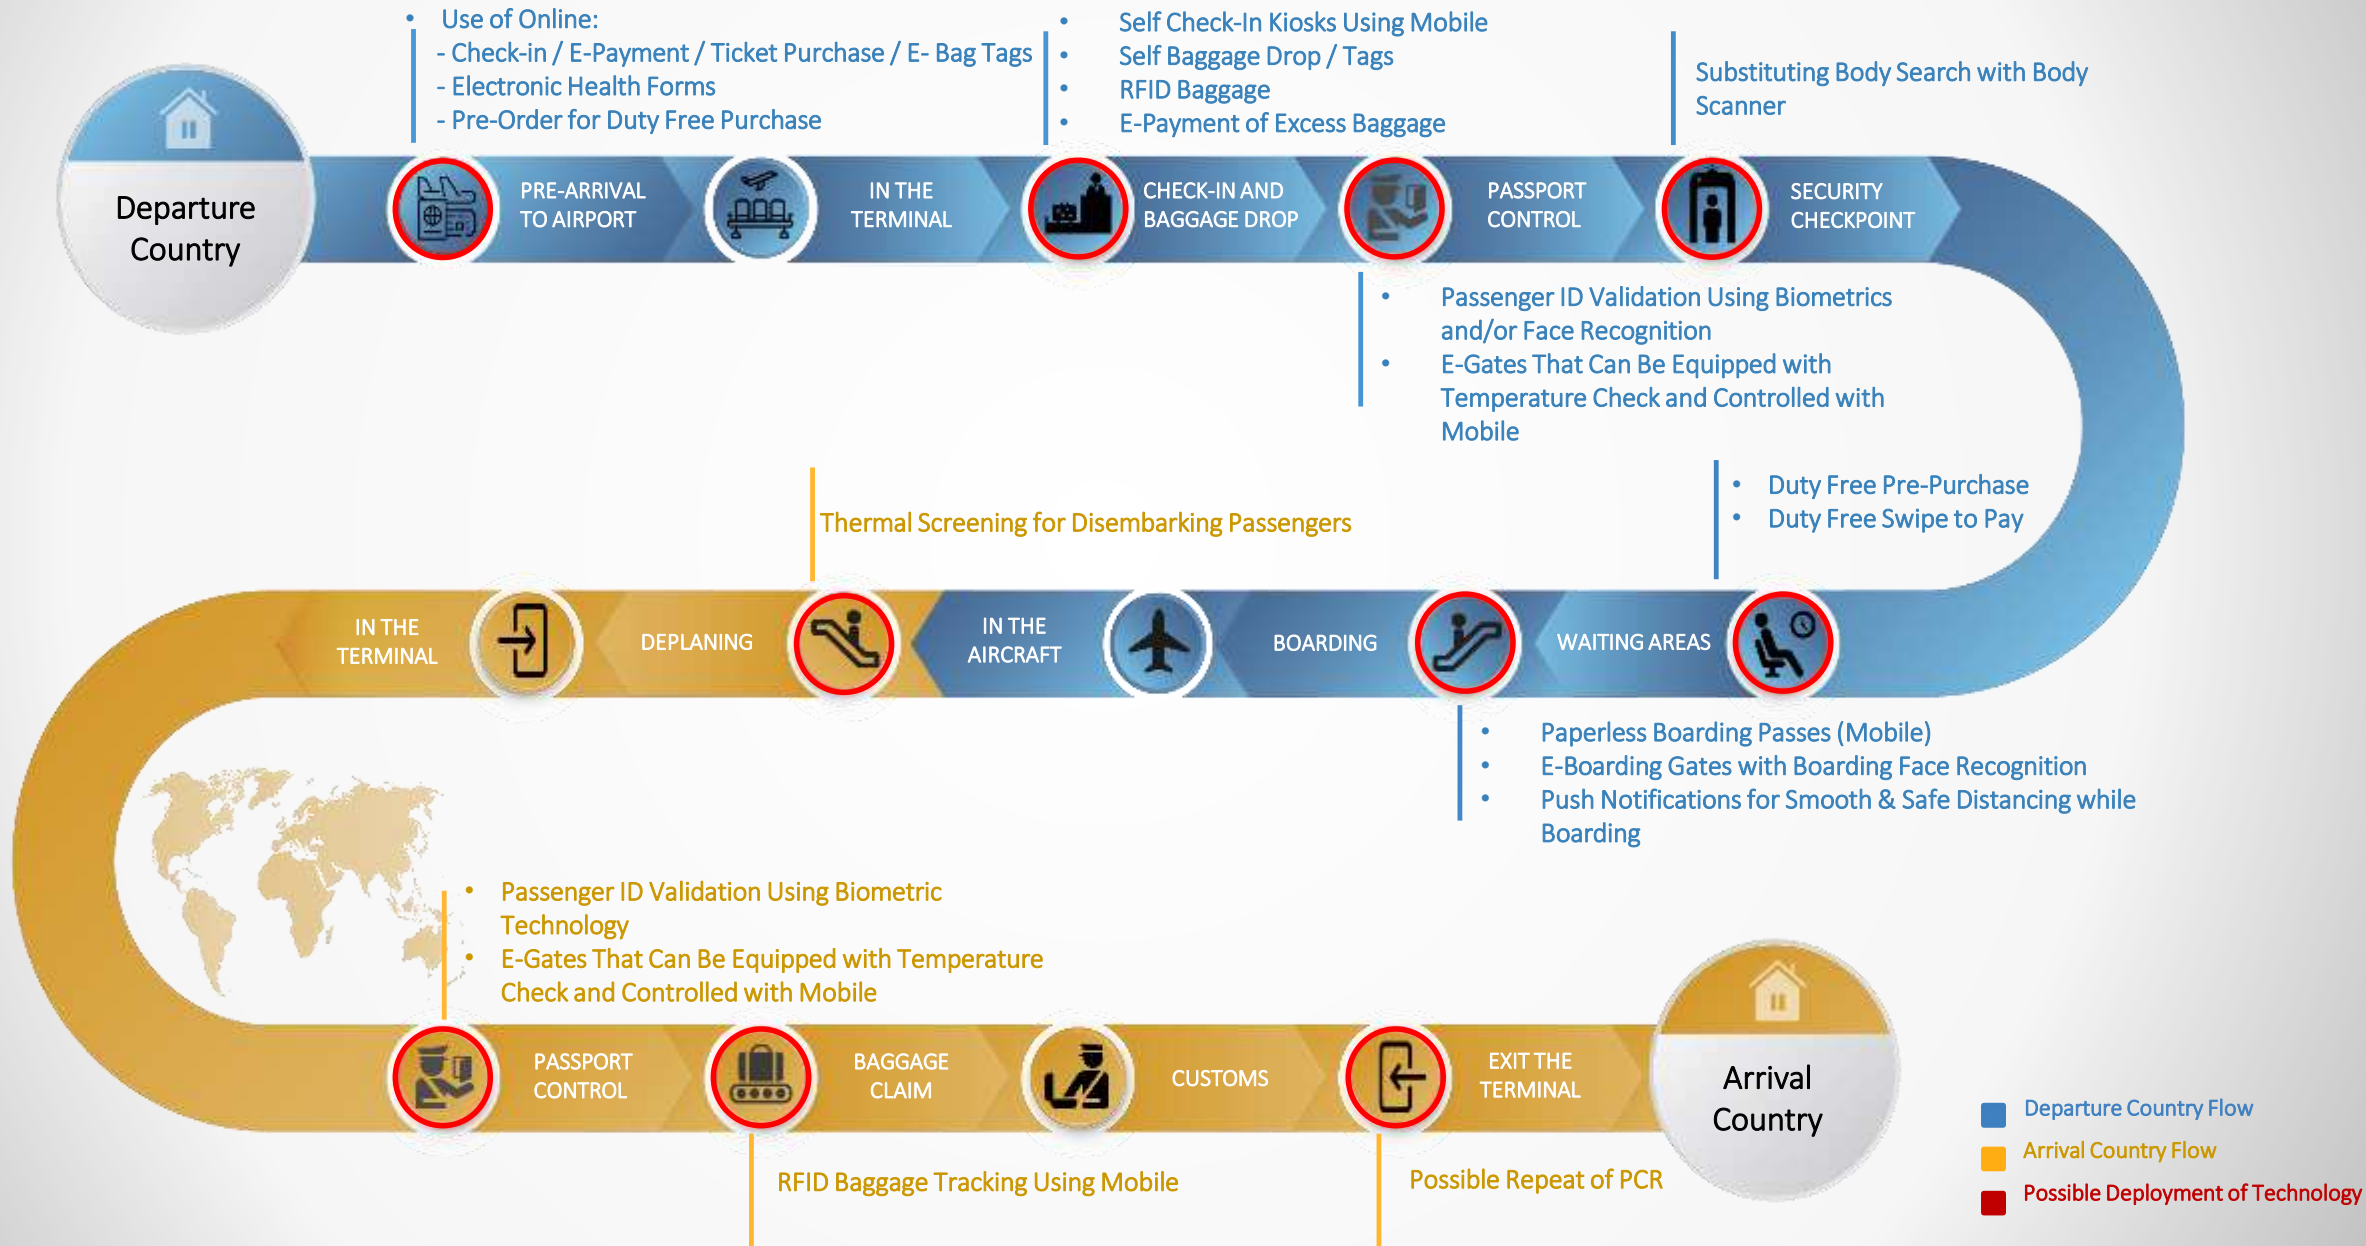 • Use of Online:
- Check-in / E-Payment / Ticket Purchase / E- Bag Tags
- Electronic Health Forms
- Pre-Order for Duty Free Purchase
• Self Check-In Kiosks Using Mobile
• Self Baggage Drop / Tags
• RFID Baggage
• E-Payment of Excess Baggage
Substituting Body Search with Body
Scanner
Departure
Country
PRE-ARRIVAL
TO AIRPORT
IN THE
TERMINAL
CHECK-IN AND
BAGGAGE DROP
PASSPORT
CONTROL
SECURITY
CHECKPOINT
• Passenger ID Validation Using Biometrics
and/or Face Recognition
• E-Gates That Can Be Equipped with
Temperature Check and Controlled with
Mobile
• Duty Free Pre-Purchase
• Duty Free Swipe to Pay
Thermal Screening for Disembarking Passengers
IN THE
TERMINAL
DEPLANING
IN THE
AIRCRAFT
BOARDING
WAITING AREAS
• Paperless Boarding Passes (Mobile)
• E-Boarding Gates with Boarding Face Recognition
• Push Notifications for Smooth & Safe Distancing while
Boarding
• Passenger ID Validation Using Biometric
Technology
• E-Gates That Can Be Equipped with Temperature
Check and Controlled with Mobile
PASSPORT
CONTROL
BAGGAGE
CLAIM
CUSTOMS
EXIT THE
TERMINAL
Arrival
Country
RFID Baggage Tracking Using Mobile
Possible Repeat of PCR
Departure Country Flow
Arrival Country Flow
Possible Deployment of Technology